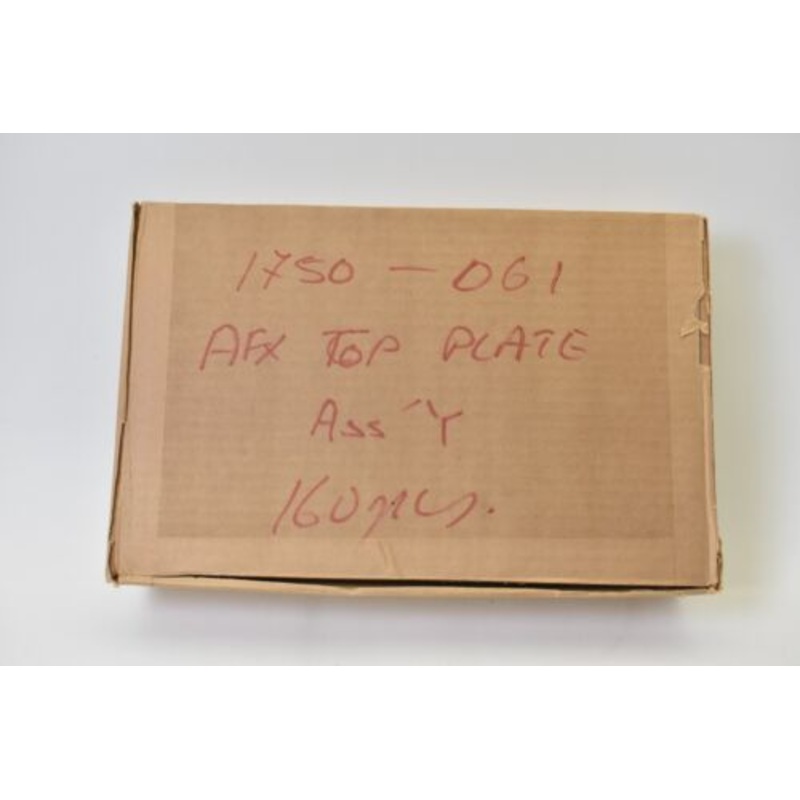 1750 - 061
AFX TOP PLATE
Ass'Y
160 pcs.